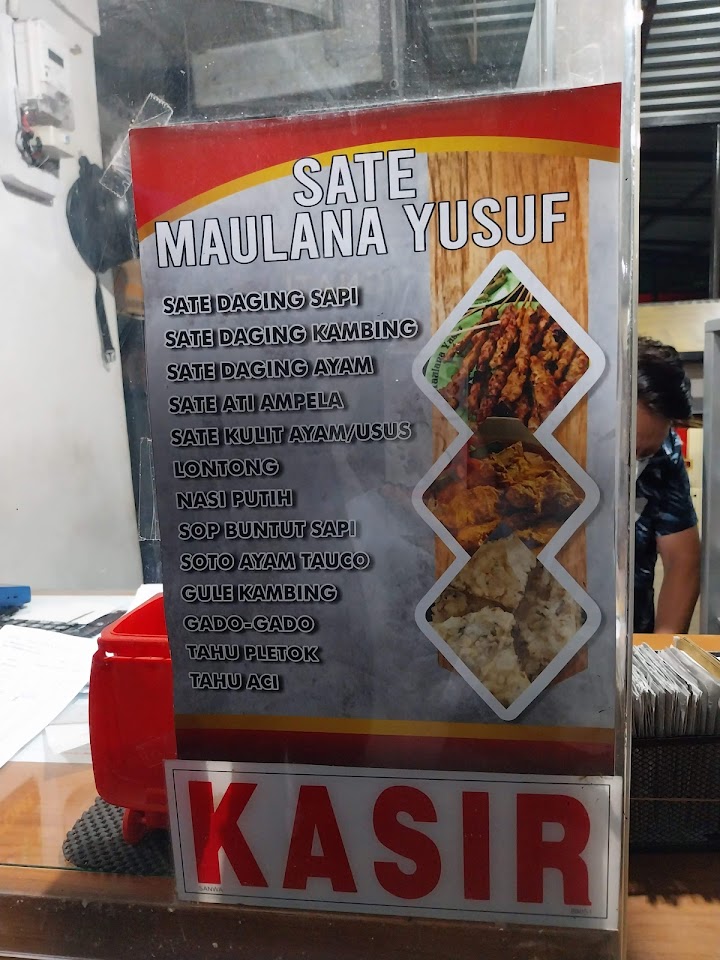 SATE
MAULANA YUSUF
SATE DAGING SAPI
SATE DAGING KAMBING
SATE DAGING AYAM
SATE ATI AMPELA
SATE KULIT AYAM/USUS
LONTONG
NASI PUTIH
SOP BUNTUT SAPI
SOTO AYAM TAUCO
GULE KAMBING
GADO-GADO
TAHU PLETOK
TAHU ACI
KASIR
SANWA